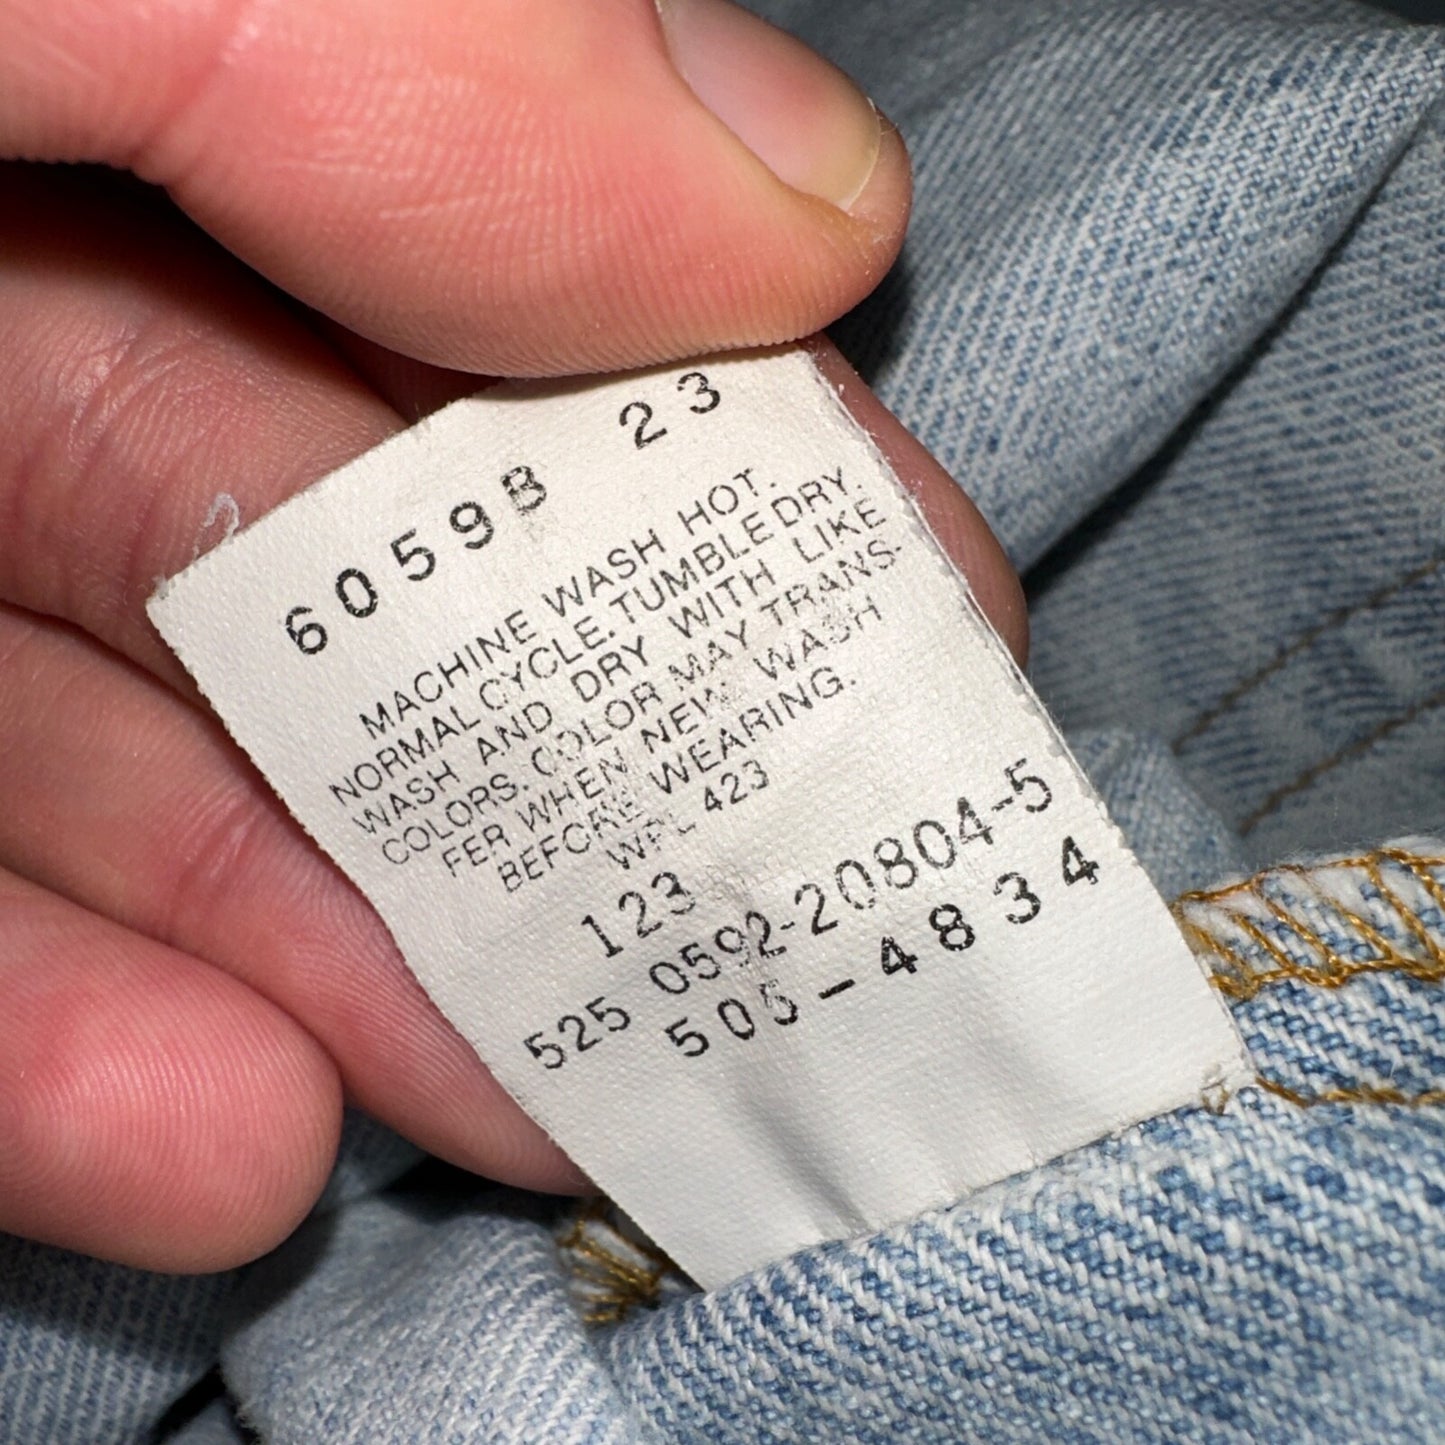 6059B 23
MACHINE WASH HOT.
NORMAL CYCLE. TUMBLE DRY.
WASH AND DRY WITH LIKE
COLORS. COLOR MAY TRANS-
FER WHEN NEW. WASH
BEFORE WEARING.
WPL 423
123
525 0592-20804-5
505-4834